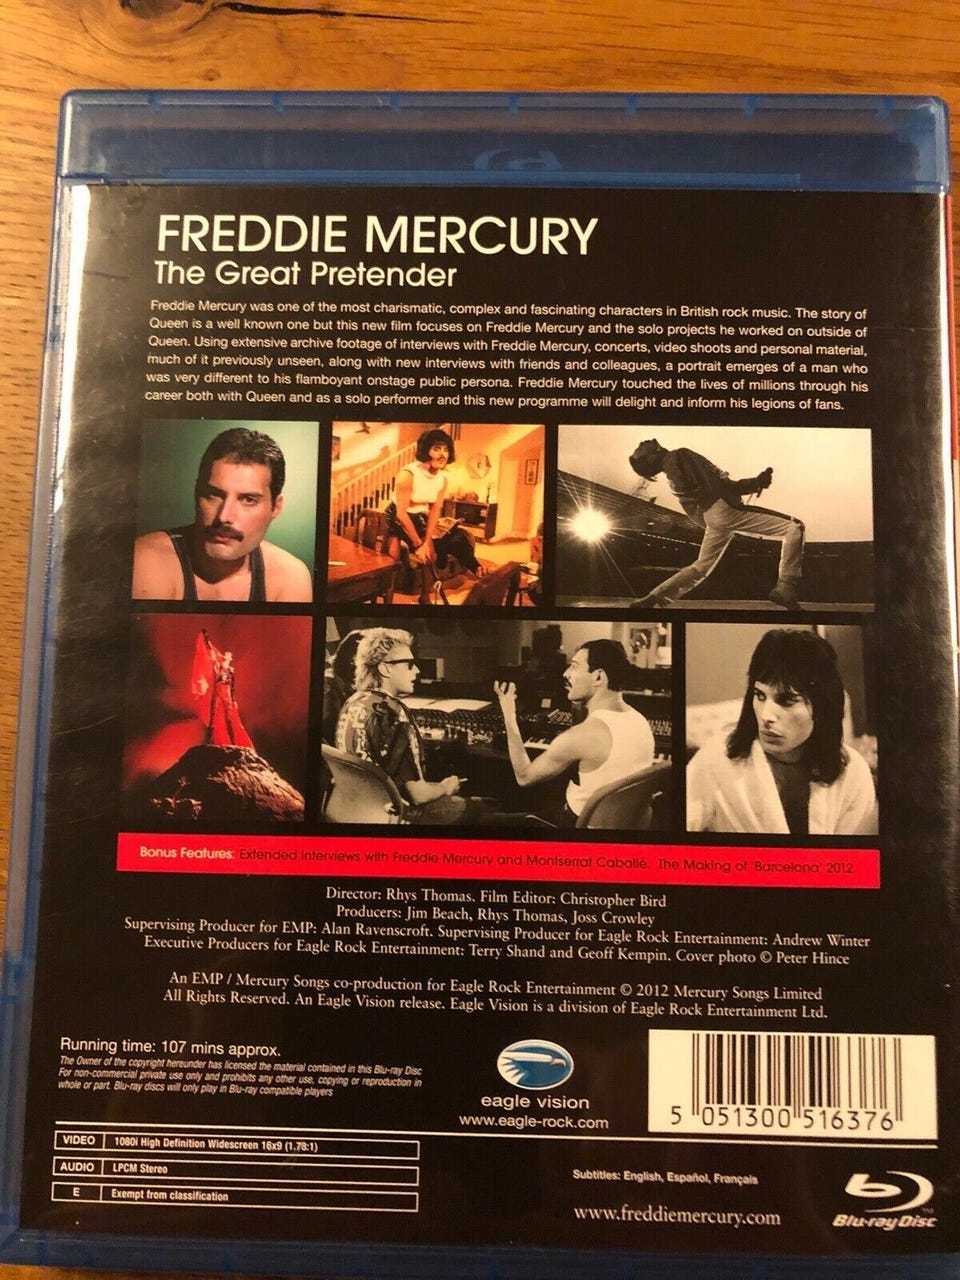 FREDDIE MERCURY
The Great Pretender
Freddie Mercury was one of the most charismatic, complex and fascinating characters in British rock music. The story of
Queen is a well known one but this new film focuses on Freddie Mercury and the solo projects he worked on outside of
Queen. Using extensive archive footage of interviews with Freddie Mercury, concerts, video shoots and personal material,
much of it previously unseen, along with new interviews with friends and colleagues, a portrait emerges of a man who
was very different to his flamboyant onstage public persona. Freddie Mercury touched the lives of millions through his
career both with Queen and as a solo performer and this new programme will delight and inform his legions of fans.
Bonus Features: Extended Interviews with Freddie Mercury and Montserrat Caballé. The Making of 'Barcelona' 2012.
Director: Rhys Thomas. Film Editor: Christopher Bird
Producers: Jim Beach, Rhys Thomas, Joss Crowley
Supervising Producer for EMP: Alan Ravenscroft. Supervising Producer for Eagle Rock Entertainment: Andrew Winter
Executive Producers for Eagle Rock Entertainment: Terry Shand and Geoff Kempin. Cover photo © Peter Hince
An EMP / Mercury Songs co-production for Eagle Rock Entertainment © 2012 Mercury Songs Limited
All Rights Reserved. An Eagle Vision release. Eagle Vision is a division of Eagle Rock Entertainment Ltd.
Running time: 107 mins approx.
The Owner of the copyright hereunder has licensed the material contained in this Blu-ray Disc
For non-commercial private use only and prohibits any other use, copying or reproduction in
whole or part. Blu-ray discs will only play in Blu-ray compatible players
eagle vision
www.eagle-rock.com
5 051300 516376
VIDEO 1080i High Definition Widescreen 16x9 (1.78:1)
AUDIO LPCM Stereo
E Exempt from classification
Subtitles: English, Español, Français
www.freddiemercury.com
Blu-ray Disc
TM